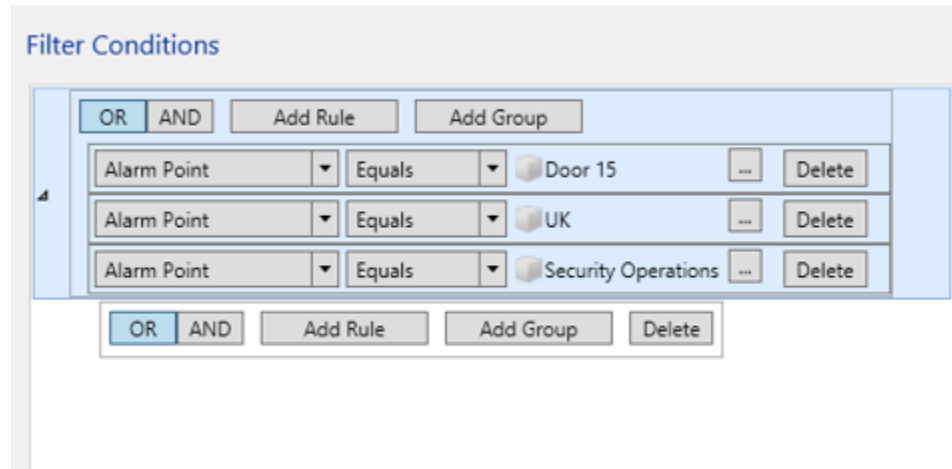 Filter Conditions
OR AND Add Rule Add Group
Alarm Point Equals Door 15 ... Delete
Alarm Point Equals UK ... Delete
Alarm Point Equals Security Operations ... Delete
OR AND Add Rule Add Group Delete